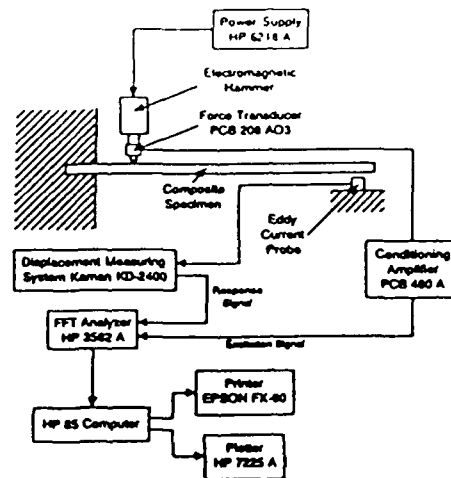 Power Supply
HP 6218 A
Electromagnetic
Hammer
Force Transducer
PCB 208 AO3
Composite
Specimen
Eddy
Current
Probe
Displacement Measuring
System Kaman KD-2400
Response
Signal
Conditioning
Amplifier
PCB 480 A
FFT Analyzer
HP 3562 A
Excitation Signal
HP 85 Computer
Printer
EPSON FX-80
Plotter
HP 7225 A